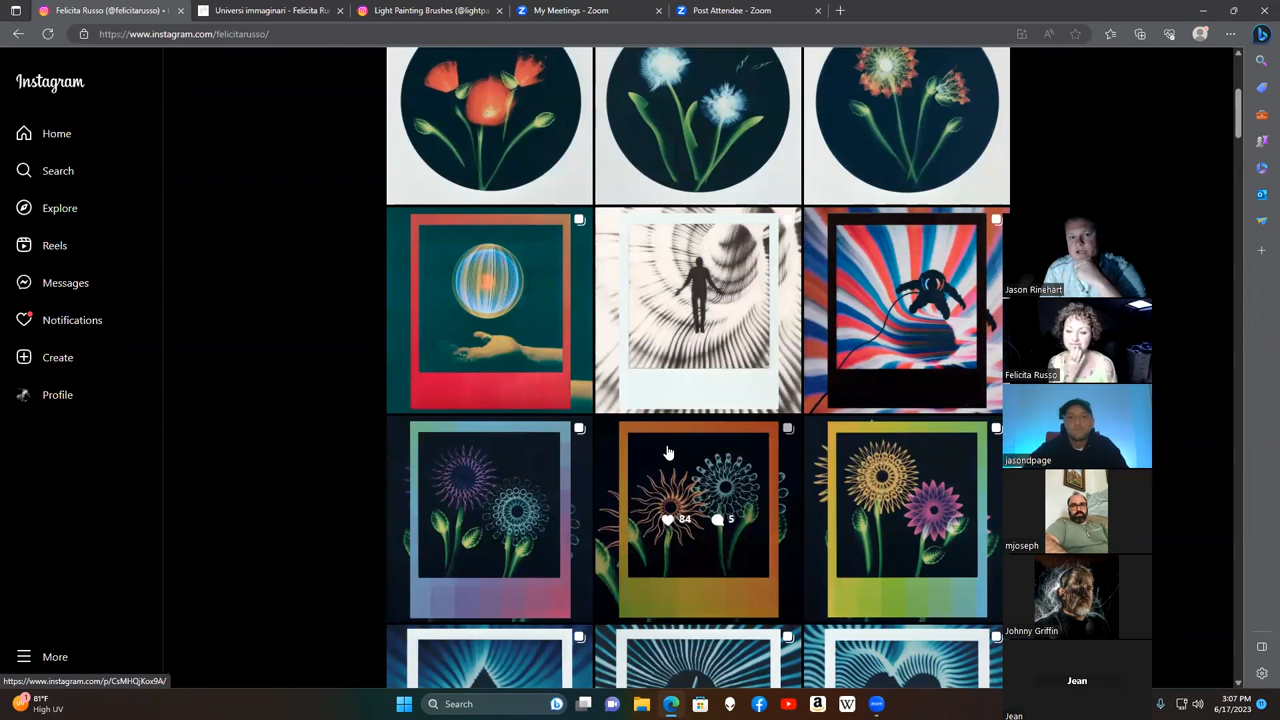 Felicita Russo (@felicitarusso) •
Universi immaginari - Felicita Ru
Light Painting Brushes (@lightpa
My Meetings - Zoom
Post Attendee - Zoom
https://www.instagram.com/felicitarusso/
Instagram
Home
Search
Explore
Reels
Messages
Notifications
Create
Profile
More
84
5
Jason Rinehart
Felicita Russo
jasondpage
mjoseph
Johnny Griffin
Jean
Jean
https://www.instagram.com/p/CsMHQjKox9A/
81°F
High UV
Search
zoom
3:07 PM
6/17/2023